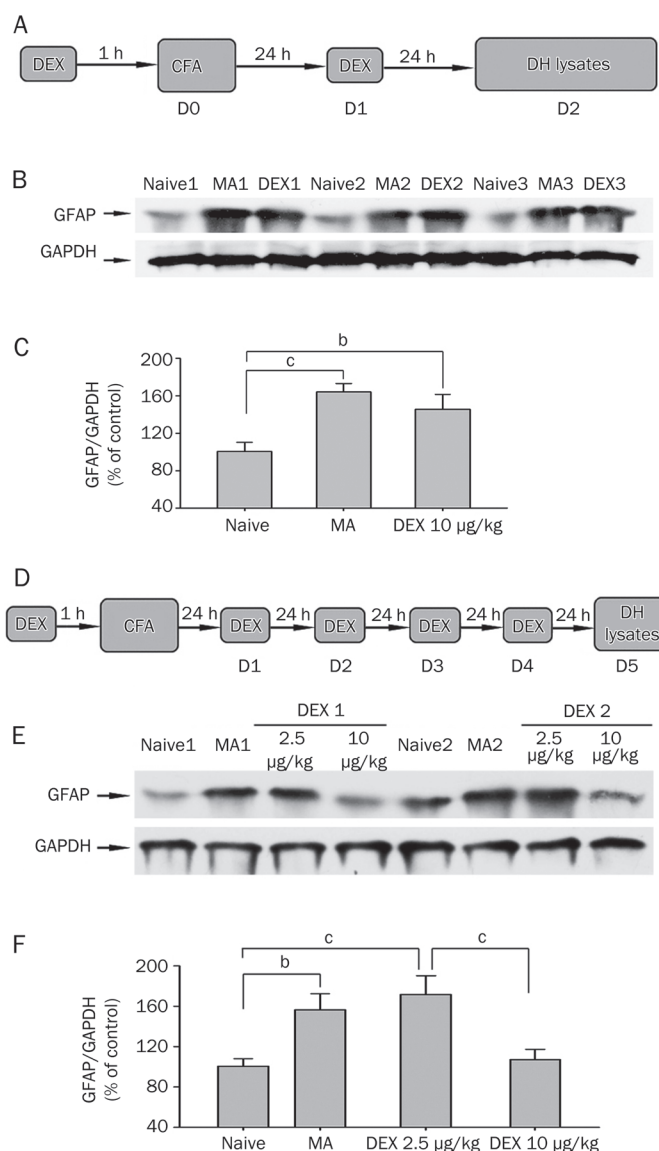 A
DEX 1 h CFA 24 h DEX 24 h DH lysates
D0 D1 D2
B
Naive1 MA1 DEX1 Naive2 MA2 DEX2 Naive3 MA3 DEX3
GFAP
GAPDH
C
GFAP/GAPDH
(% of control)
200
160
120
80
40
b
c
Naive MA DEX 10 µg/kg
D
DEX 1 h CFA 24 h DEX 24 h DEX 24 h DEX 24 h DEX 24 h DH
lysates
D1 D2 D3 D4 D5
E
DEX 1 DEX 2
Naive1 MA1 2.5 10 Naive2 MA2 2.5 10
µg/kg µg/kg µg/kg µg/kg
GFAP
GAPDH
F
GFAP/GAPDH
(% of control)
200
160
120
80
40
c c
b
Naive MA DEX 2.5 µg/kg DEX 10 µg/kg